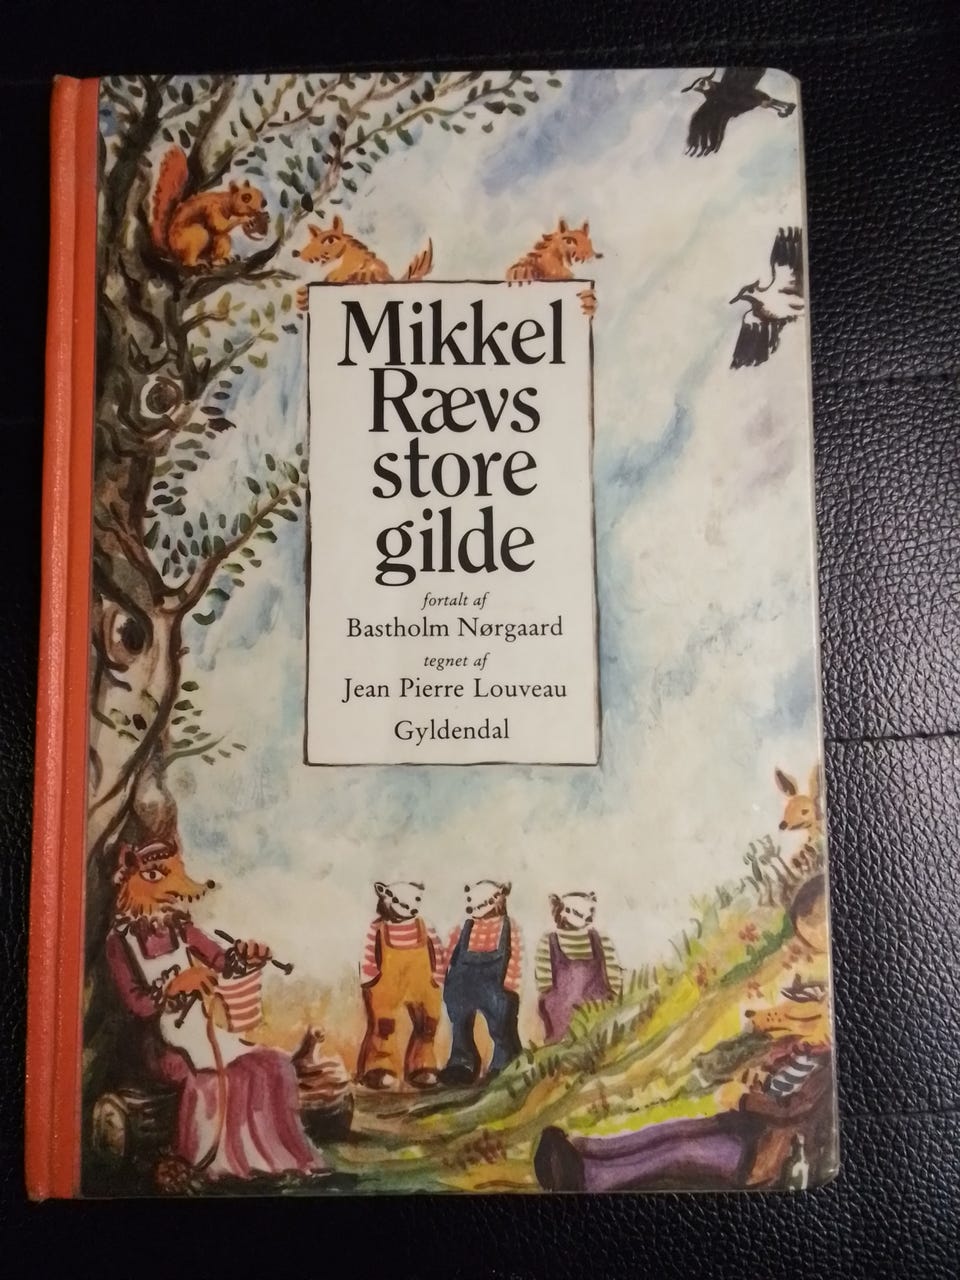 Mikkel
Rævs
store
gilde
fortalt af
Bastholm Nørgaard
tegnet af
Jean Pierre Louveau
Gyldendal